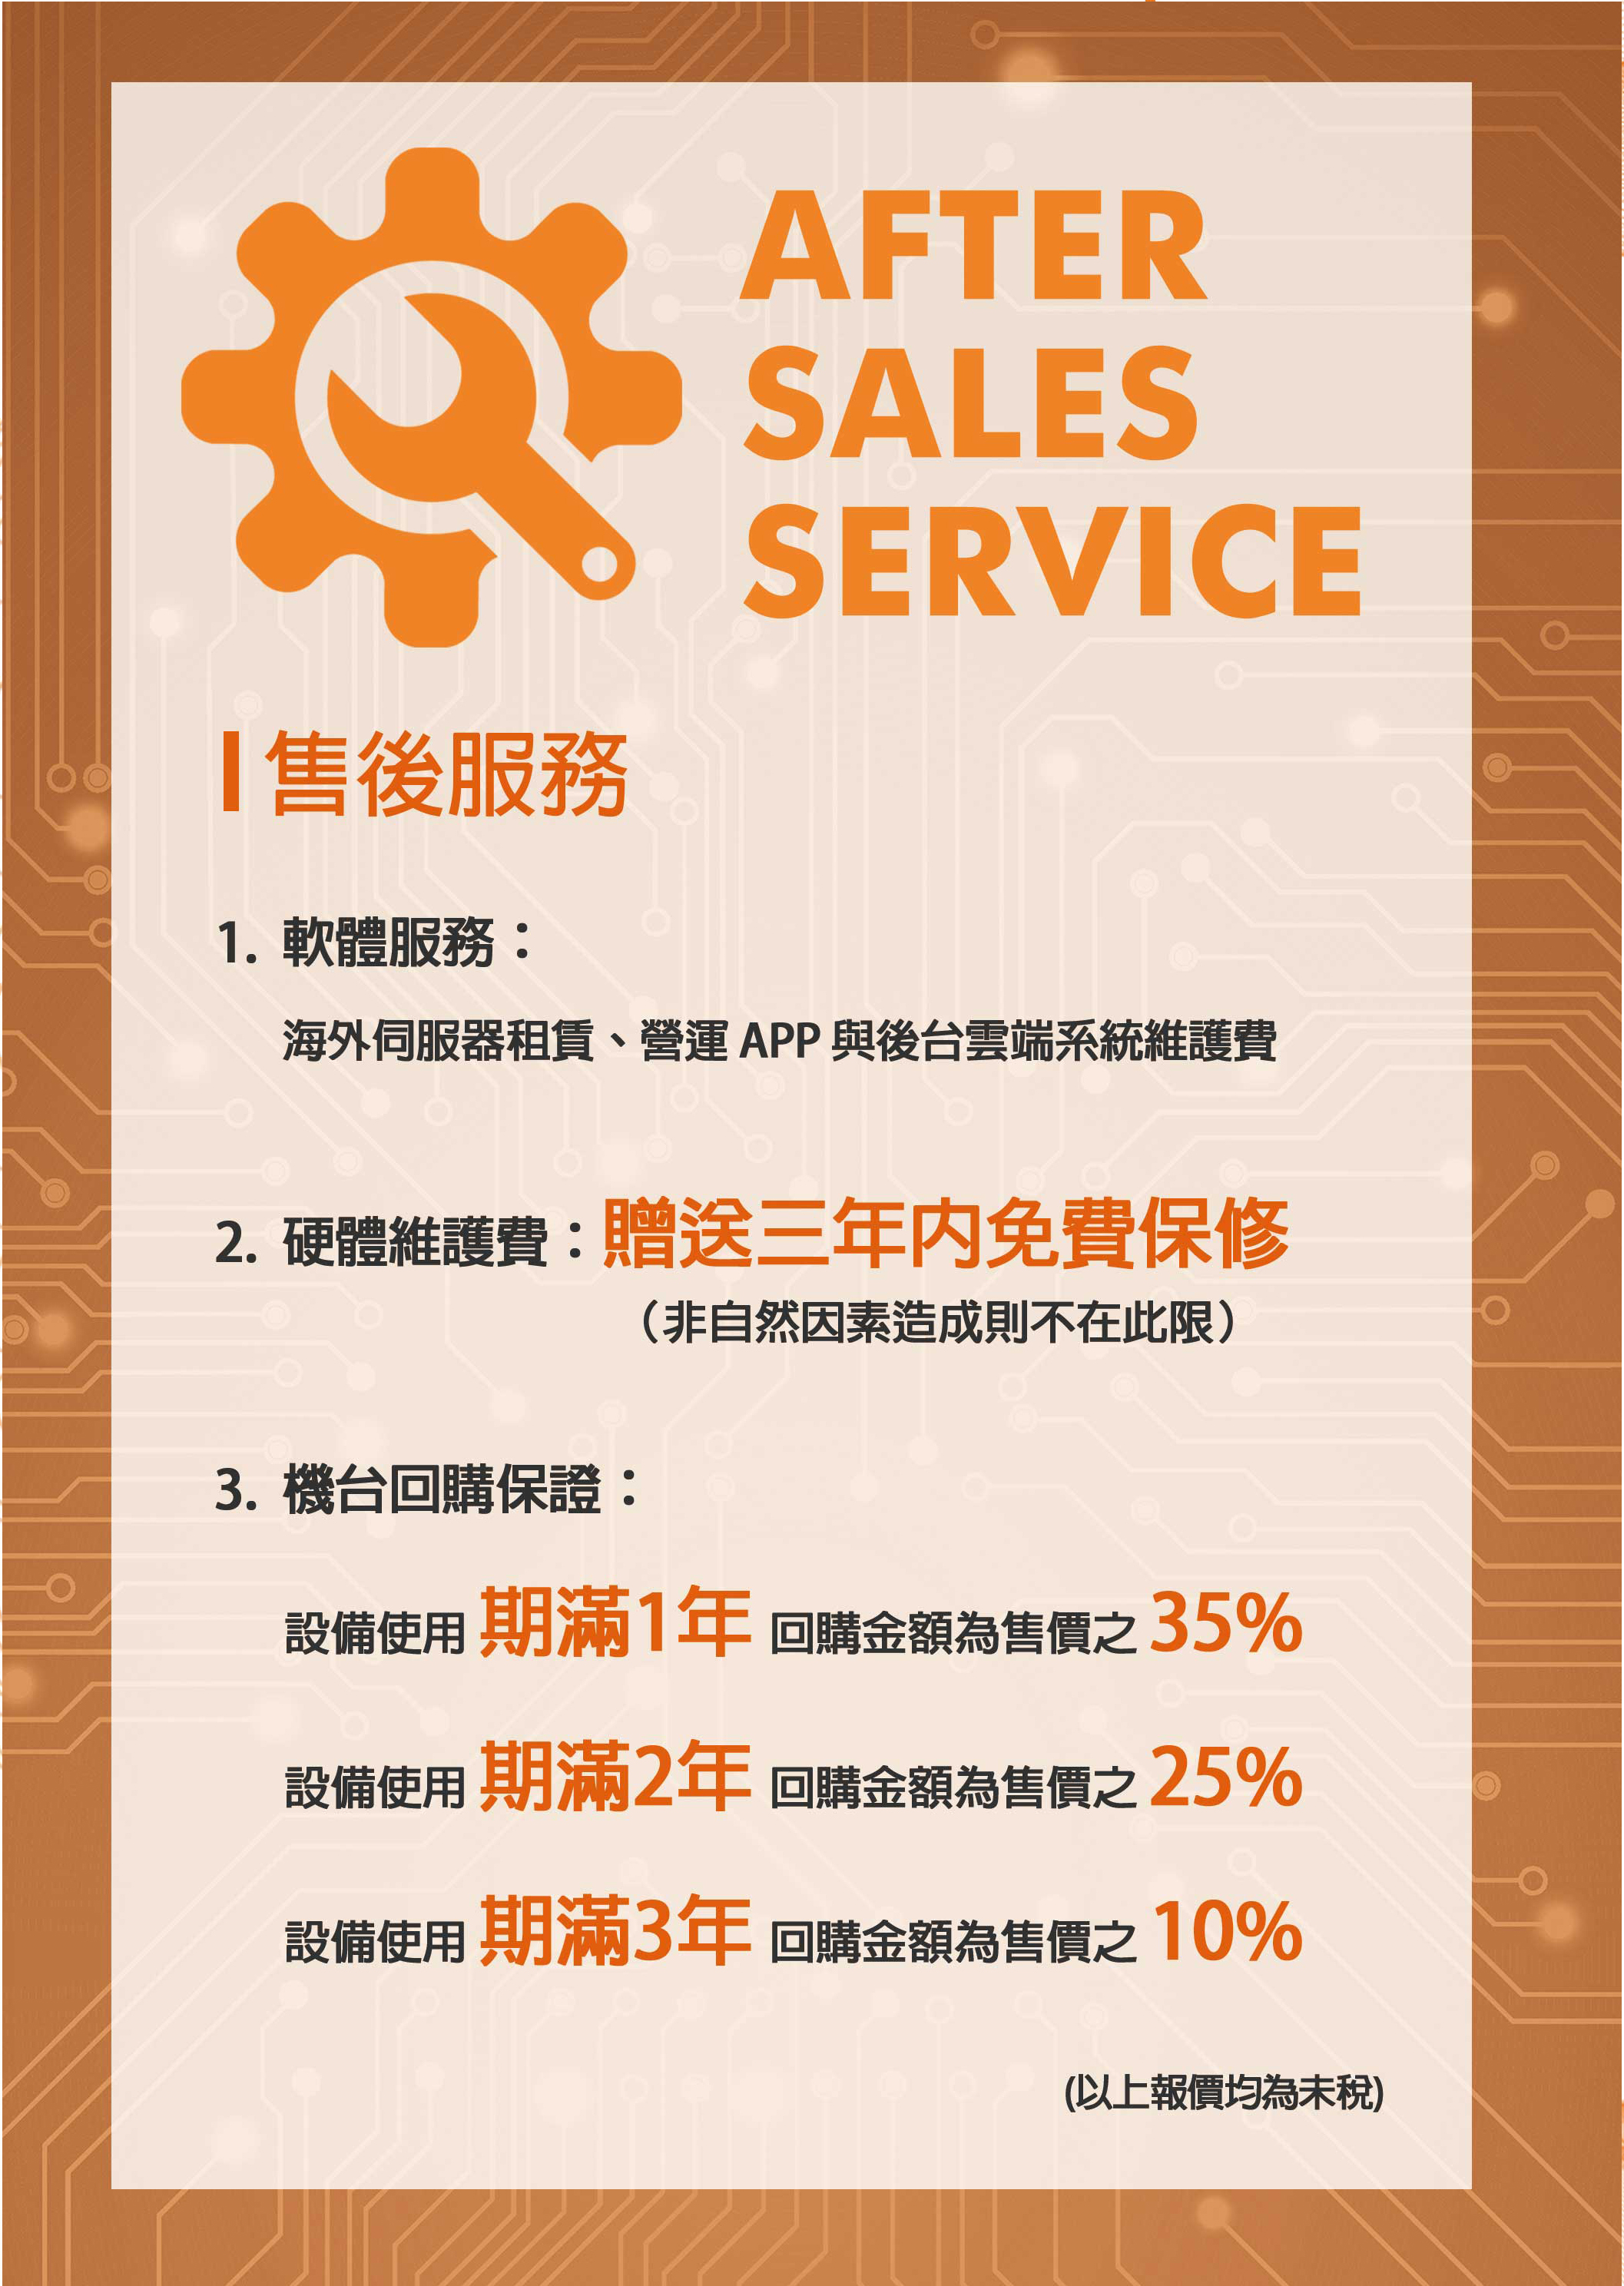 AFTER
SALES
SERVICE
售後服務
1. 軟體服務：
海外伺服器租賃、營運 APP 與後台雲端系統維護費
2. 硬體維護費：贈送三年內免費保修
（非自然因素造成則不在此限）
3. 機台回購保證：
設備使用 期滿1年 回購金額為售價之 35%
設備使用 期滿2年 回購金額為售價之 25%
設備使用 期滿3年 回購金額為售價之 10%
(以上報價均為未稅)